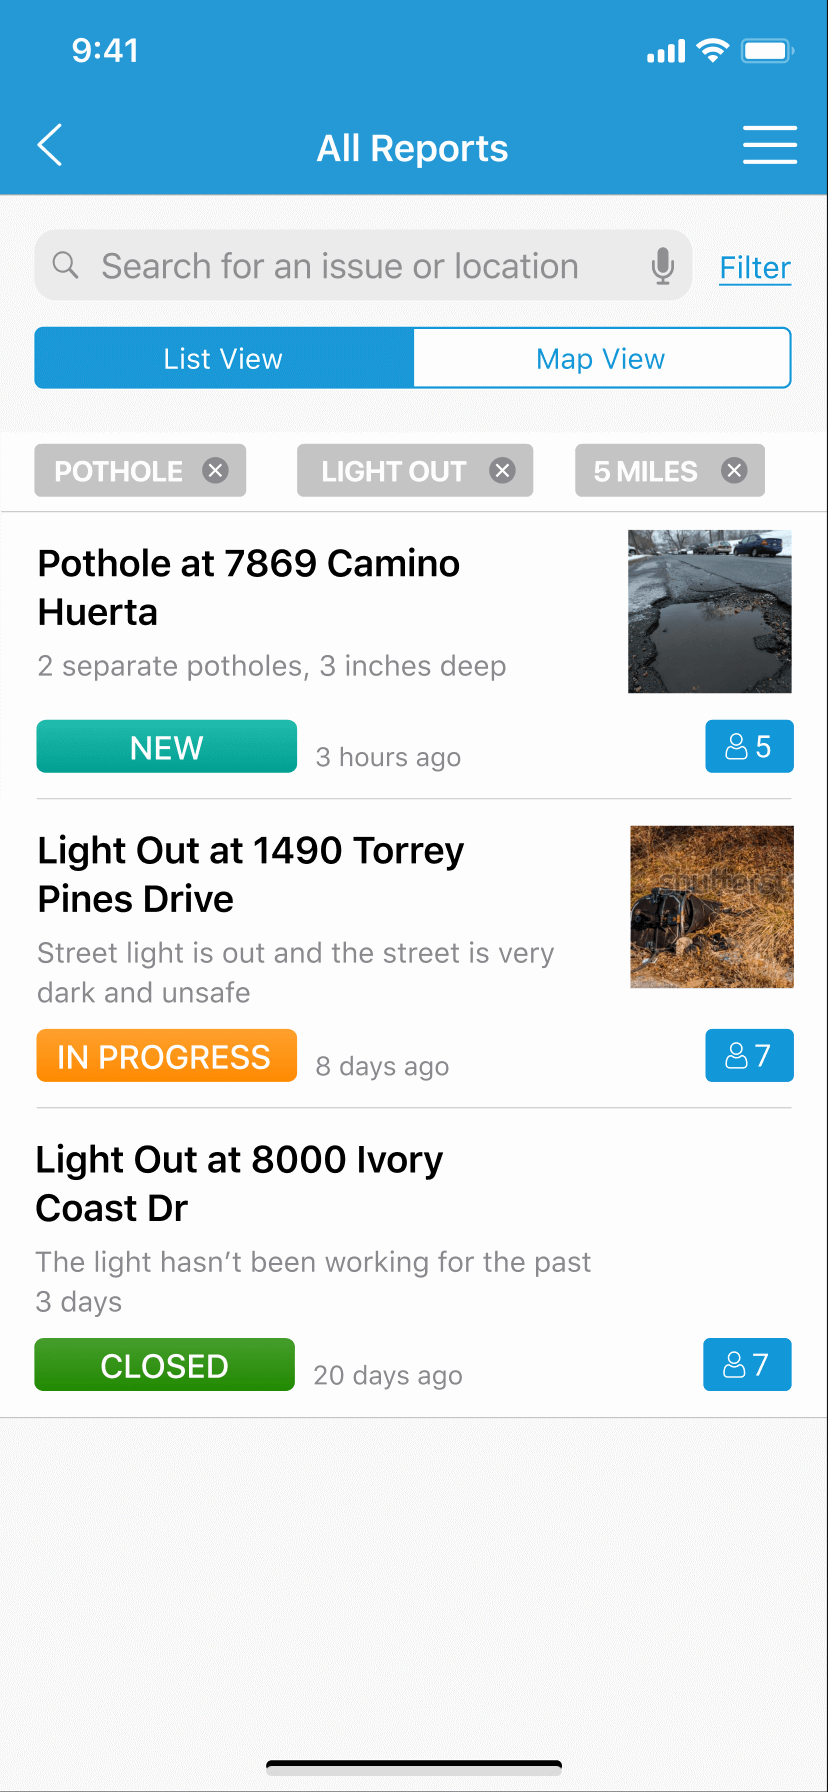 9:41
All Reports
Search for an issue or location
Filter
List View
Map View
POTHOLE
LIGHT OUT
5 MILES
Pothole at 7869 Camino
Huerta
2 separate potholes, 3 inches deep
NEW
3 hours ago
5
Light Out at 1490 Torrey
Pines Drive
Street light is out and the street is very
dark and unsafe
IN PROGRESS
8 days ago
7
Light Out at 8000 Ivory
Coast Dr
The light hasn’t been working for the past
3 days
CLOSED
20 days ago
7